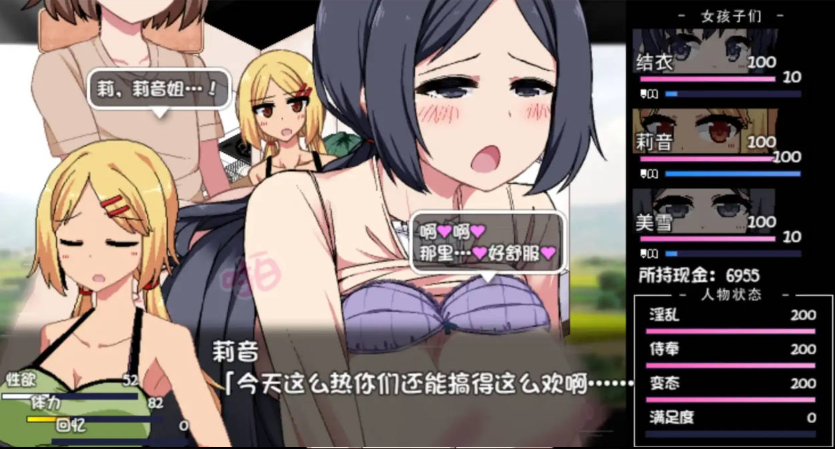 莉、莉音姐…！
啊♥啊♥
那里…♥好舒服♥
啪
莉音
「今天这么热你们还能搞得这么欢啊……
性欲 52
体力 82
回忆 0
- 女孩子们 -
结衣 100
10
莉音 100
100
美雪 100
10
所持现金：6955
- 人物状态 -
淫乱 200
侍奉 200
变态 200
满足度 0